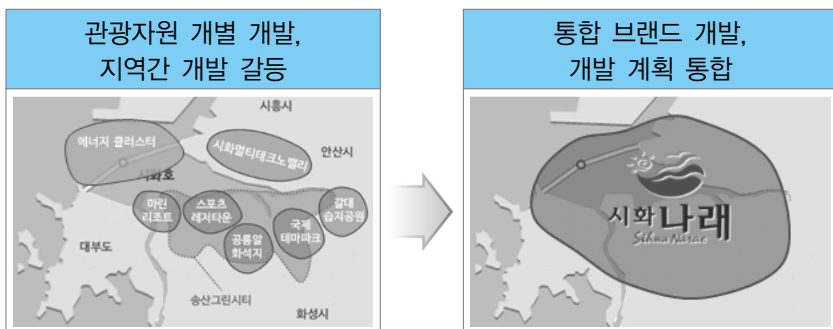 관광자원 개별 개발,
지역간 개발 갈등
시흥시
에너지 클러스터
시화멀티테크노밸리
안산시
시화호
마린
리조트
스포츠
레저타운
갈대
습지공원
국제
테마파크
공룡알
화석지
대부도
송산그린시티
화성시
통합 브랜드 개발,
개발 계획 통합
시화나래
Sihwa Narae